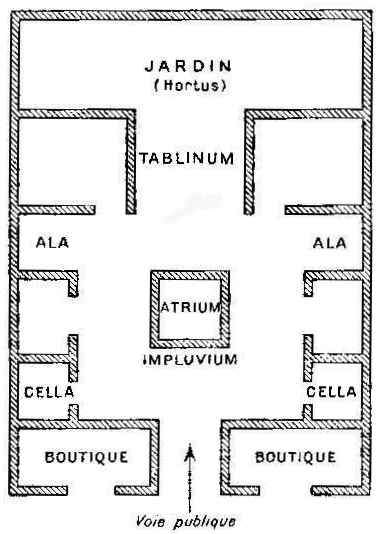 JARDIN
(Hortus)
TABLINUM
ALA
ALA
ATRIUM
IMPLUVIUM
CELLA
CELLA
BOUTIQUE
BOUTIQUE
Voie publique